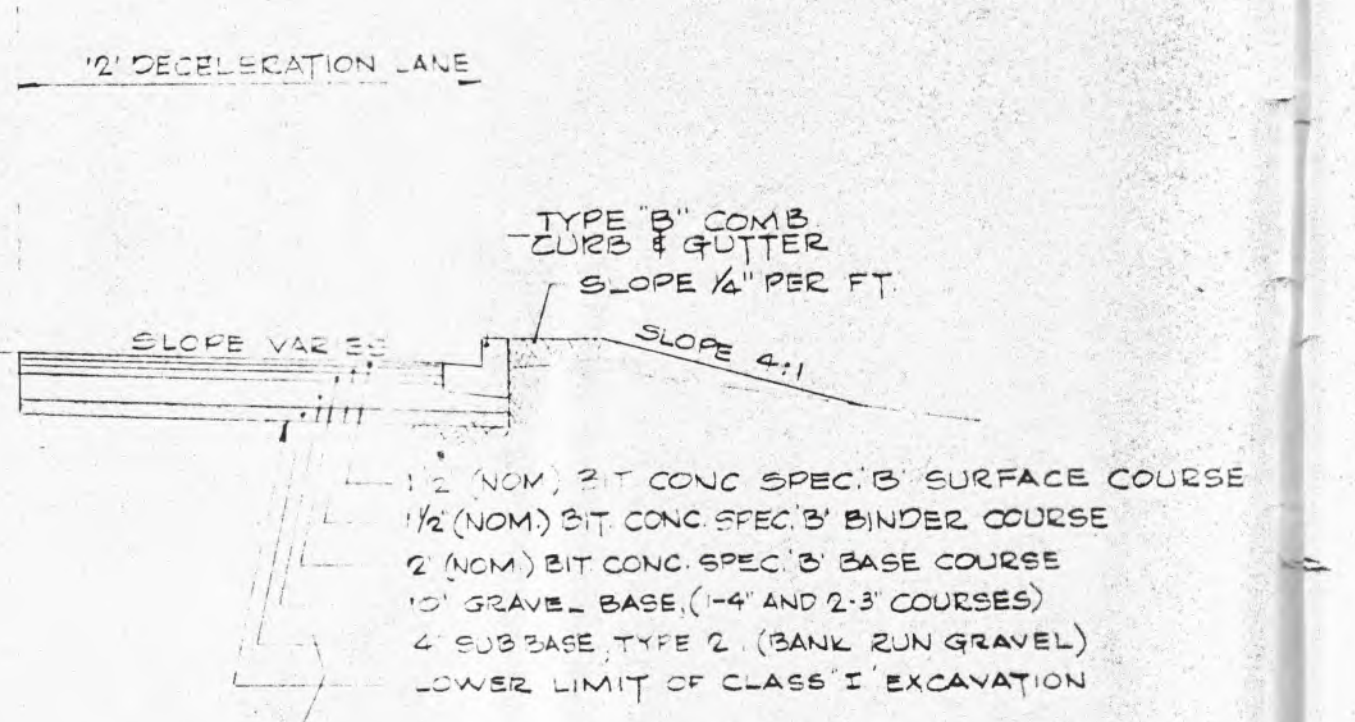 12' DECELERATION LANE
TYPE "B" COMB.
CURB & GUTTER
SLOPE 1/4" PER FT.
SLOPE VARIES
SLOPE 4:1
1 1/2" (NOM) BIT CONC SPEC. 'B' SURFACE COURSE
1 1/2" (NOM.) BIT. CONC. SPEC. 'B' BINDER COURSE
2" (NOM.) BIT CONC. SPEC. 'B' BASE COURSE
10" GRAVEL BASE, (1-4" AND 2-3" COURSES)
4" SUBBASE, TYPE 2, (BANK RUN GRAVEL)
LOWER LIMIT OF CLASS "I" EXCAVATION